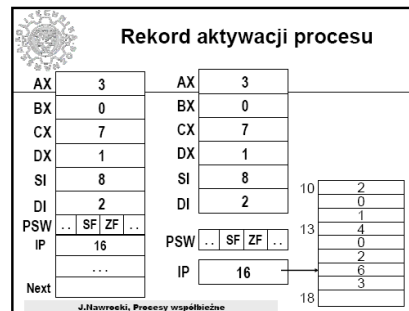 Rekord aktywacji procesu
AX 3
BX 0
CX 7
DX 1
SI 8
DI 2
PSW . . SF ZF . .
IP 16
. . .
Next
AX 3
BX 0
CX 7
DX 1
SI 8
DI 2
PSW . . SF ZF . .
IP 16
10 2
0
1
13 4
0
2
6
3
18
J.Nawrocki, Procesy współbieżne